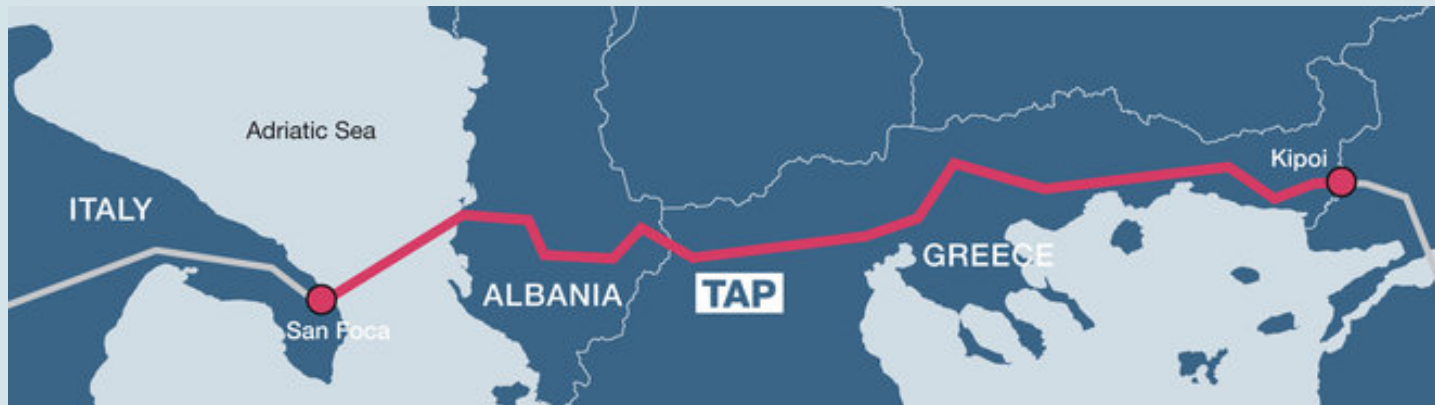 Adriatic Sea
Kipoi
ITALY
GREECE
ALBANIA
TAP
San Foca